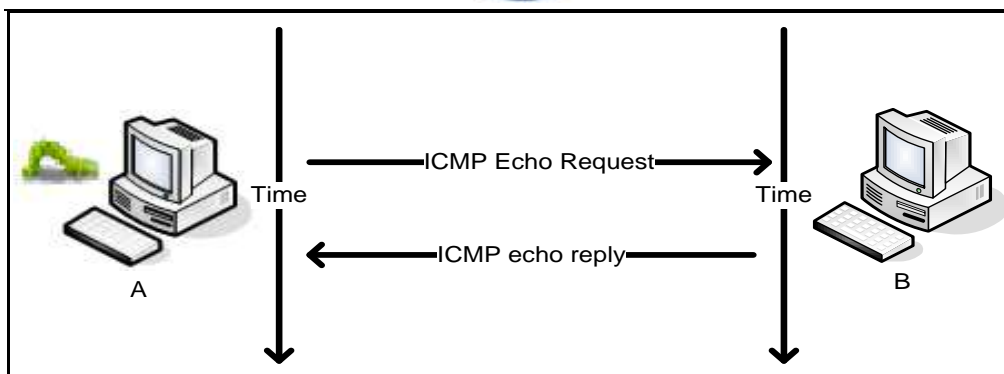 ICMP Echo Request
Time
Time
ICMP echo reply
A
B